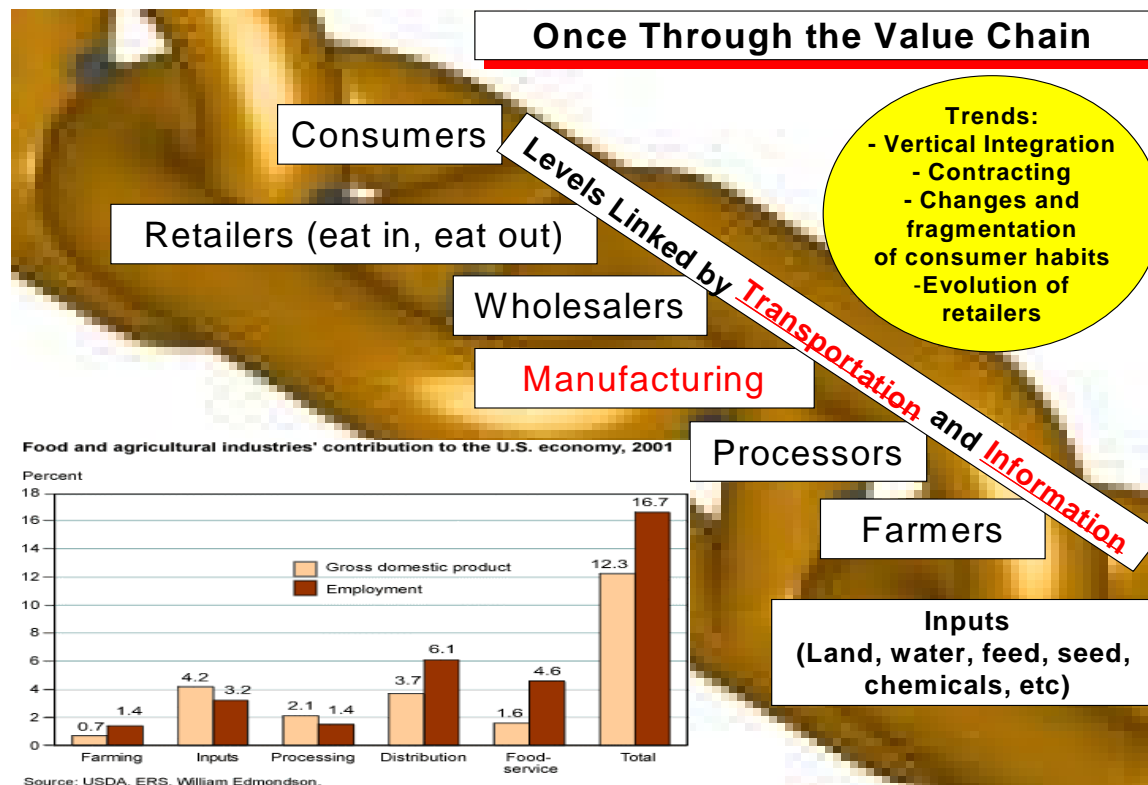 Once Through the Value Chain
Trends:
- Vertical Integration
- Contracting
- Changes and
fragmentation
of consumer habits
-Evolution of
retailers
Consumers
Levels Linked by Transportation and Information
Retailers (eat in, eat out)
Wholesalers
Manufacturing
Processors
Farmers
Inputs
(Land, water, feed, seed,
chemicals, etc)
Food and agricultural industries' contribution to the U.S. economy, 2001
Percent
18
16
14
12
10
8
6
4
2
0
Gross domestic product
Employment
0.7
1.4
4.2
3.2
2.1
1.4
3.7
6.1
1.6
4.6
12.3
16.7
Farming
Inputs
Processing
Distribution
Food-
service
Total
Source: USDA, ERS, William Edmondson.